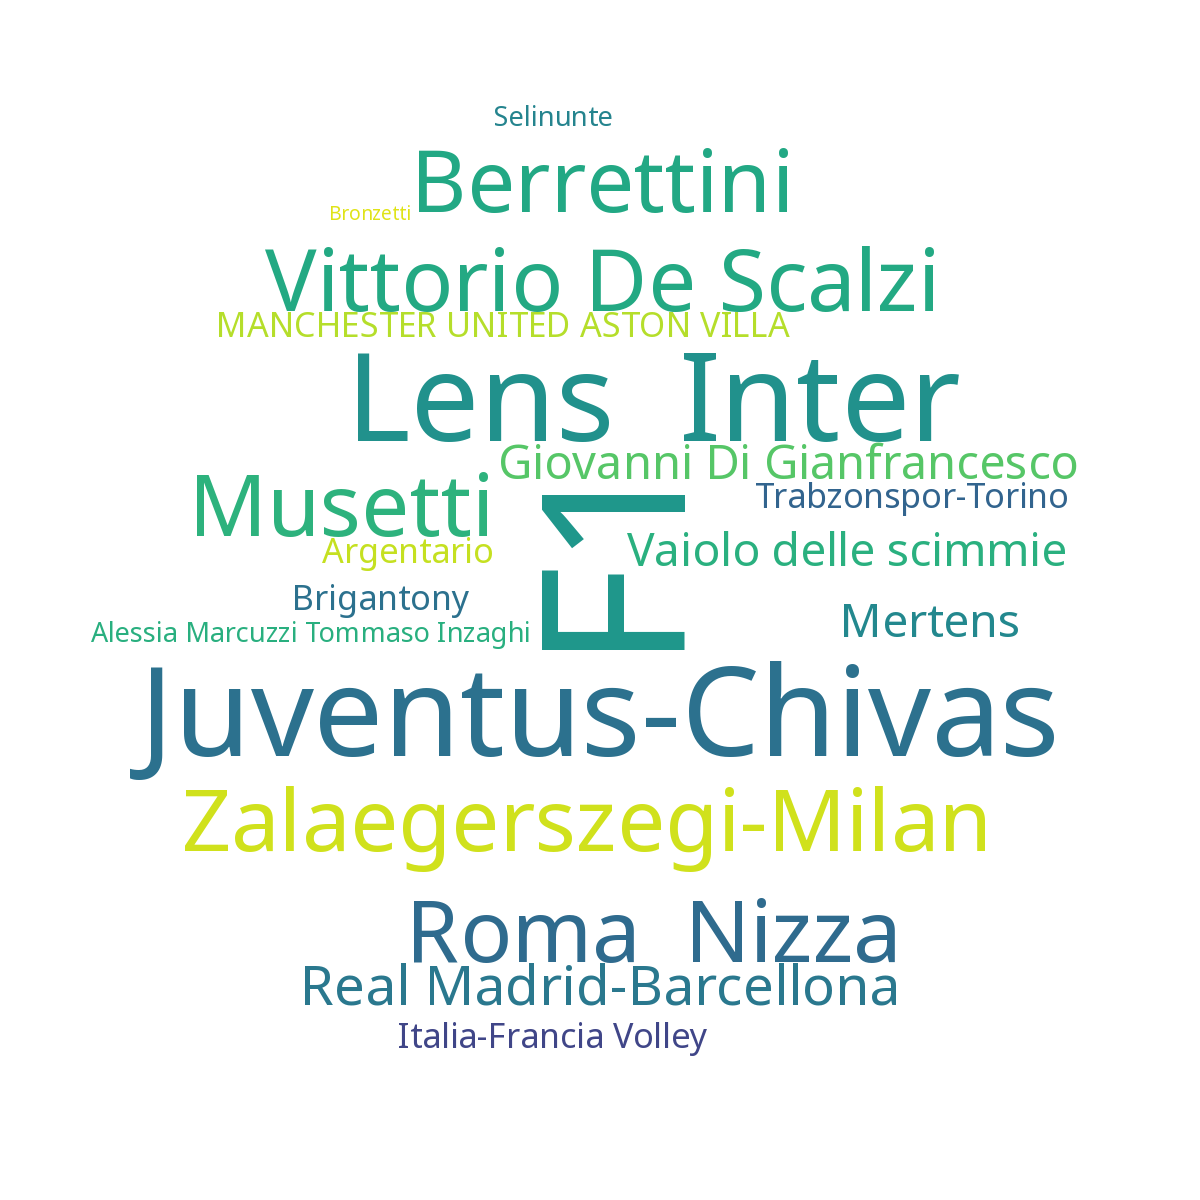 Selinunte
Berrettini
Bronzetti
Vittorio De Scalzi
MANCHESTER UNITED ASTON VILLA
Lens  Inter
Giovanni Di Gianfrancesco
Musetti
Trabzonspor-Torino
F1
Argentario
Vaiolo delle scimmie
Brigantony
Mertens
Alessia Marcuzzi Tommaso Inzaghi
Juventus-Chivas
Zalaegerszegi-Milan
Roma  Nizza
Real Madrid-Barcellona
Italia-Francia Volley